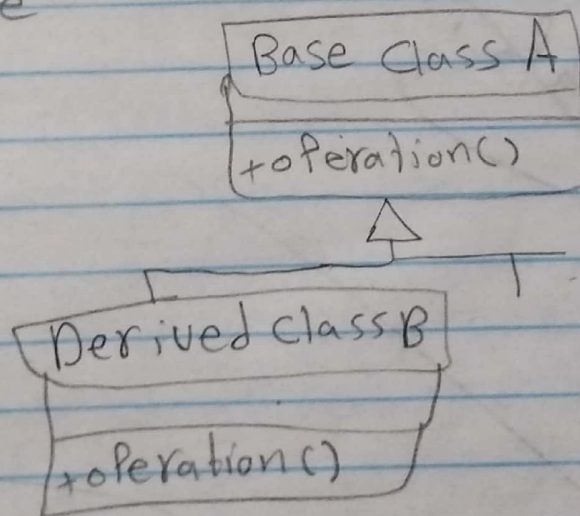 Base Class A
+operation()
Derived class B
+operation()